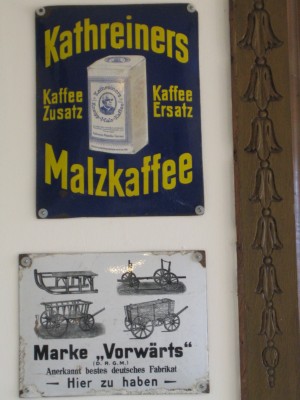 Kathreiners
Kaffee Zusatz
Kaffee Ersatz
Malzkaffee
Marke „Vorwärts“
(D.R.G.M.)
Anerkannt bestes deutsches Fabrikat
— Hier zu haben —